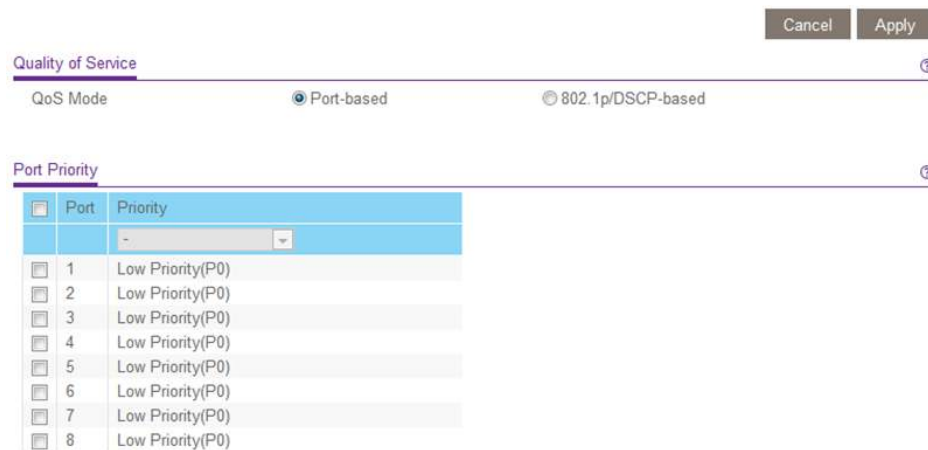 Cancel Apply
Quality of Service
QoS Mode Port-based 802.1p/DSCP-based
Port Priority
Port Priority
-
1 Low Priority(P0)
2 Low Priority(P0)
3 Low Priority(P0)
4 Low Priority(P0)
5 Low Priority(P0)
6 Low Priority(P0)
7 Low Priority(P0)
8 Low Priority(P0)